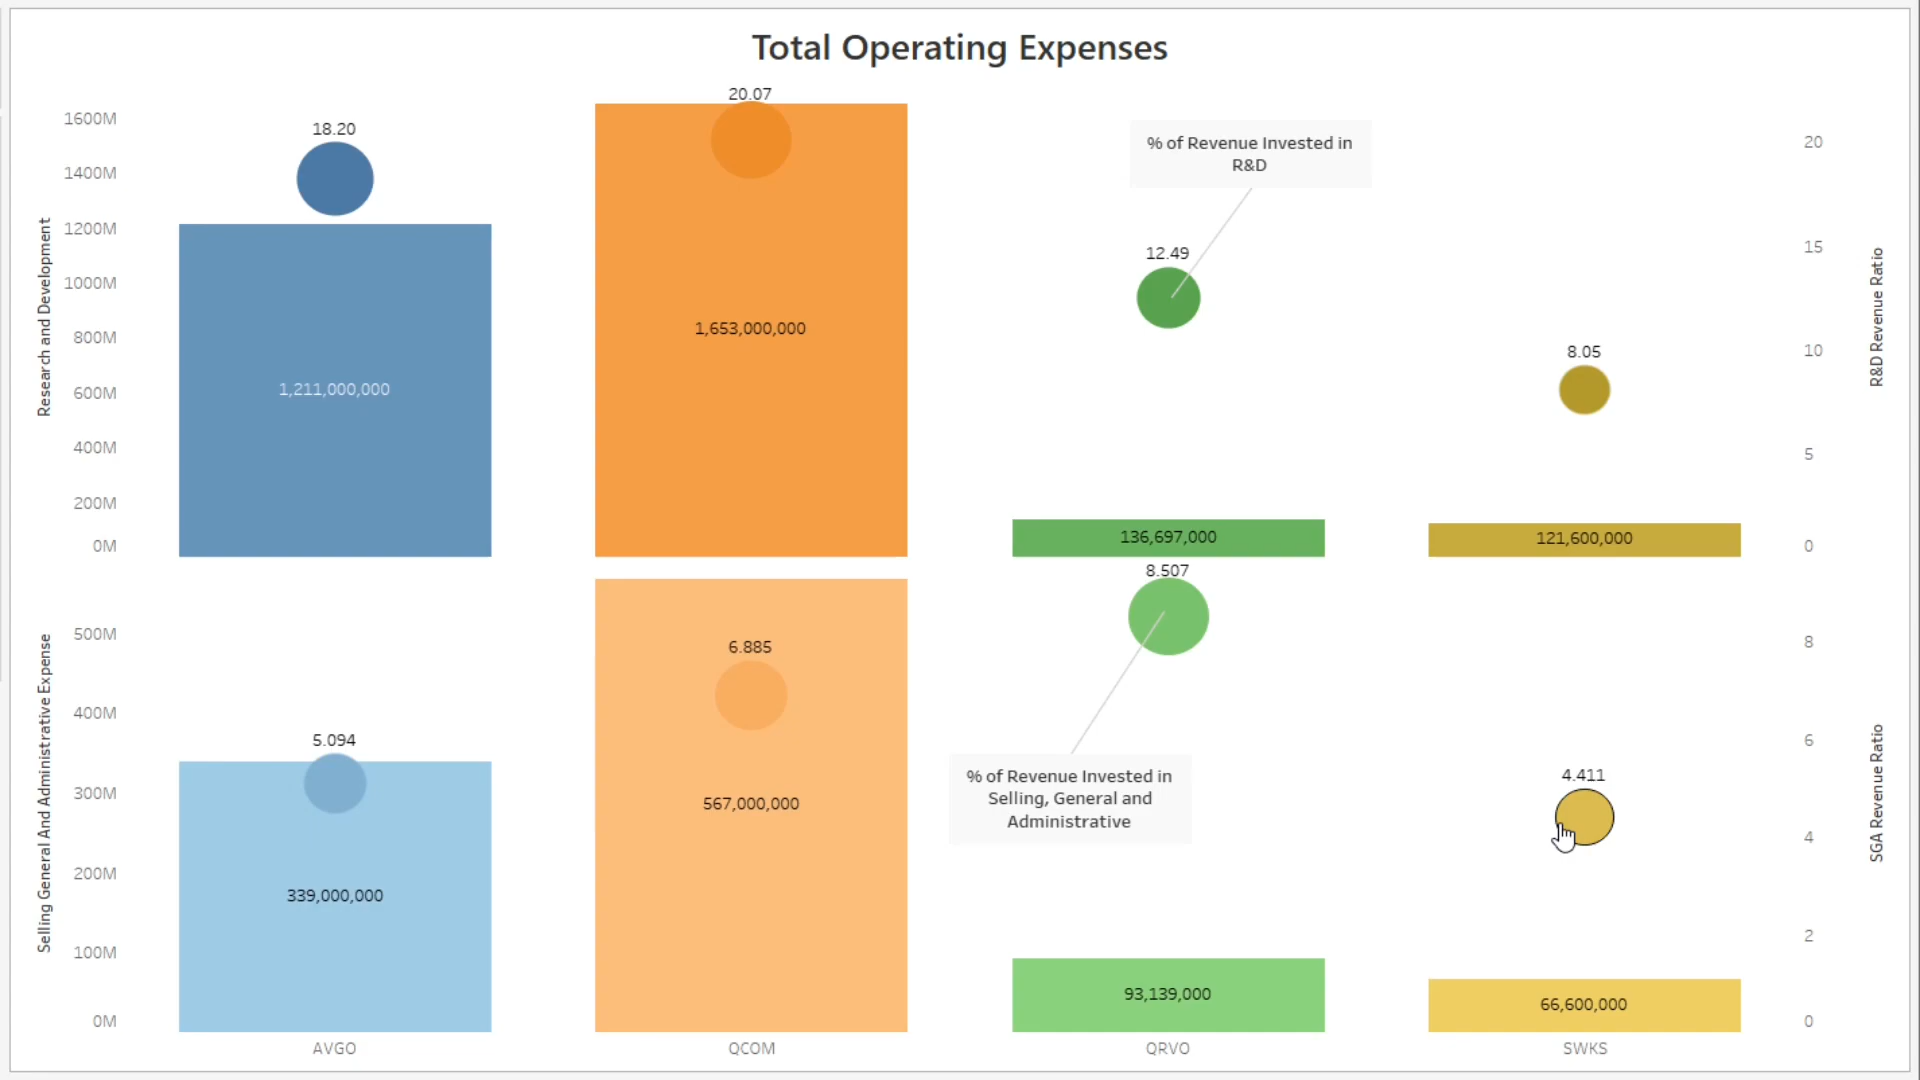 Total Operating Expenses
Research and Development
1600M
1400M
1200M
1000M
800M
600M
400M
200M
0M
18.20
1,211,000,000
20.07
1,653,000,000
% of Revenue Invested in
R&D
12.49
136,697,000
8.05
121,600,000
20
15
10
5
0
R&D Revenue Ratio
Selling General And Administrative Expense
500M
400M
300M
200M
100M
0M
5.094
339,000,000
6.885
567,000,000
8.507
% of Revenue Invested in
Selling, General and
Administrative
93,139,000
4.411
66,600,000
8
6
4
2
0
SGA Revenue Ratio
AVGO
QCOM
QRVO
SWKS